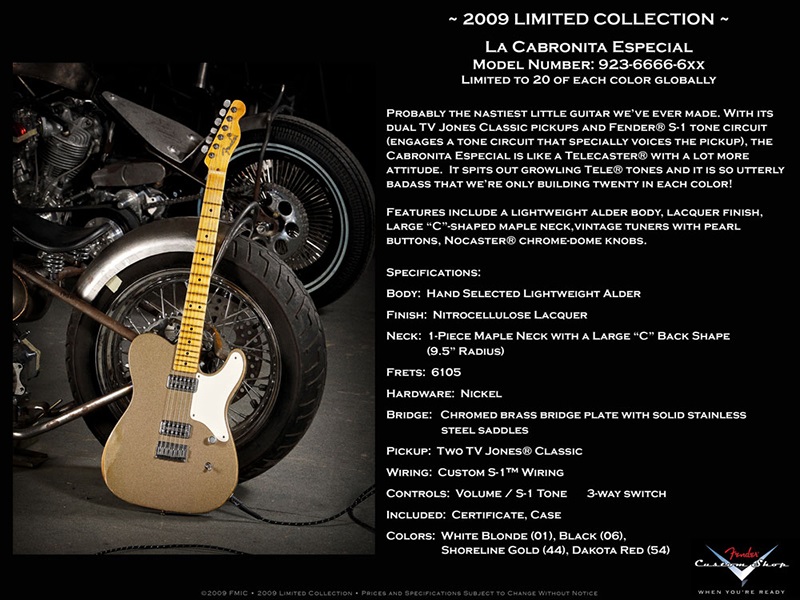 ~ 2009 Limited Collection ~
La Cabronita Especial
Model Number: 923-6666-6xx
Limited to 20 of each color globally
Probably the nastiest little guitar we've ever made. With its
dual TV Jones Classic pickups and Fender® S-1 tone circuit
(engages a tone circuit that specially voices the pickup), the
Cabronita Especial is like a Telecaster® with a lot more
attitude. It spits out growling Tele® tones and it is so utterly
badass that we're only building twenty in each color!
Features include a lightweight alder body, lacquer finish,
large "C"-shaped maple neck,vintage tuners with pearl
buttons, Nocaster® chrome-dome knobs.
Specifications:
Body: Hand Selected Lightweight Alder
Finish: Nitrocellulose Lacquer
Neck: 1-Piece Maple Neck with a Large "C" Back Shape
(9.5" Radius)
Frets: 6105
Hardware: Nickel
Bridge: Chromed brass bridge plate with solid stainless
steel saddles
Pickup: Two TV Jones® Classic
Wiring: Custom S-1™ Wiring
Controls: Volume / S-1 Tone 3-way switch
Included: Certificate, Case
Colors: White Blonde (01), Black (06),
Shoreline Gold (44), Dakota Red (54)
Fender
Custom Shop
WHEN YOU'RE READY
©2009 FMIC • 2009 Limited Collection • Prices and Specifications Subject to Change Without Notice
Fender